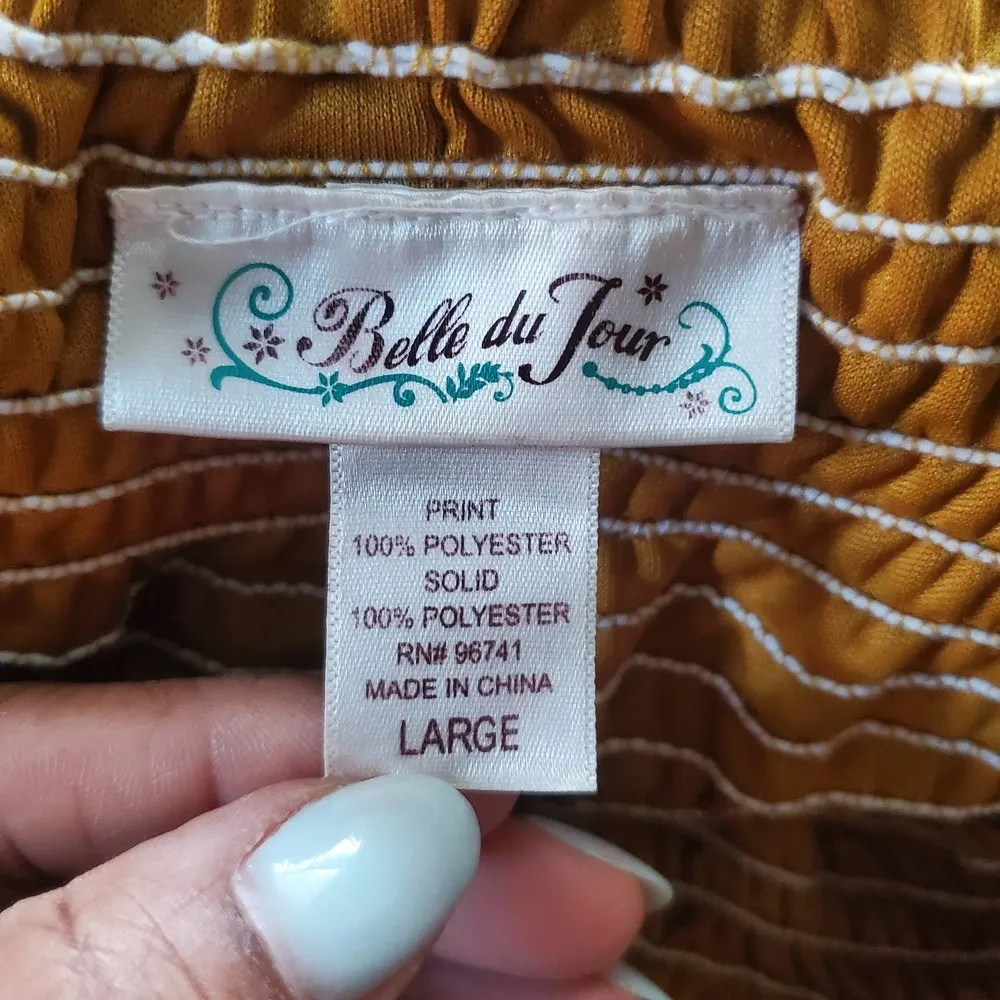 Belle du Jour
PRINT
100% POLYESTER
SOLID
100% POLYESTER
RN# 96741
MADE IN CHINA
LARGE